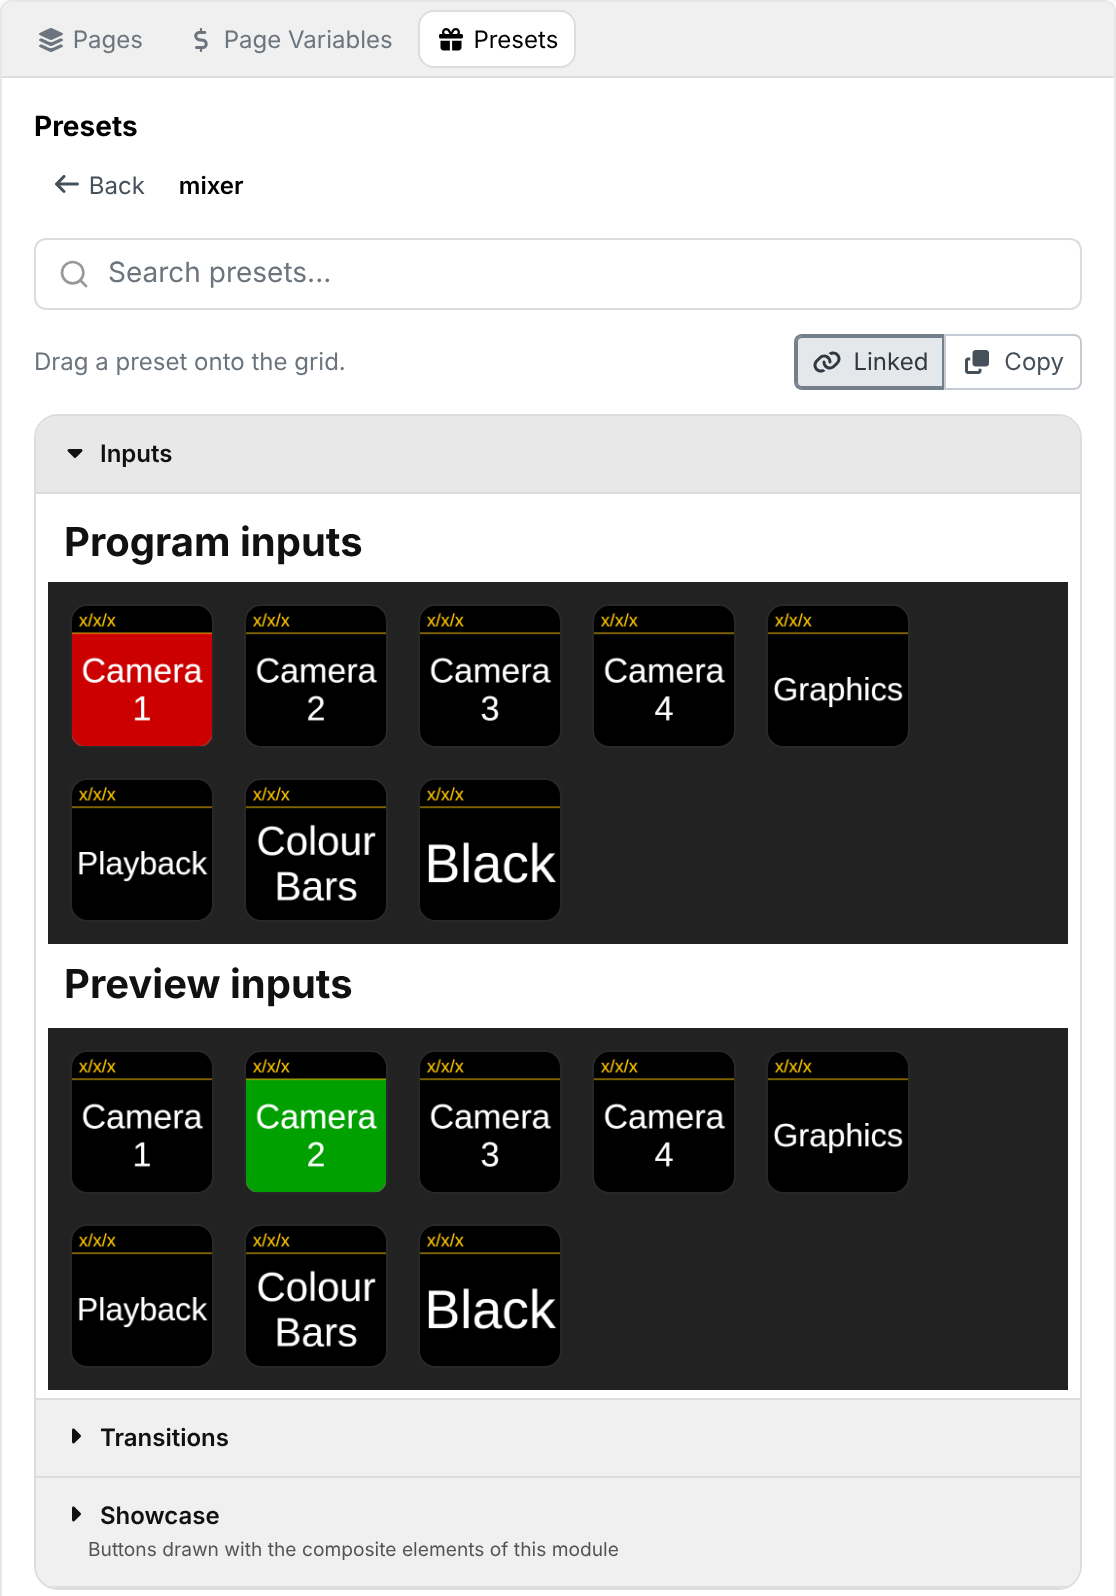 Pages
Page Variables
Presets
Presets
Back
mixer
Search presets...
Drag a preset onto the grid.
Linked
Copy
Inputs
Program inputs
x/x/x
Camera
1
x/x/x
Camera
2
x/x/x
Camera
3
x/x/x
Camera
4
x/x/x
Graphics
x/x/x
Playback
x/x/x
Colour
Bars
x/x/x
Black
Preview inputs
x/x/x
Camera
1
x/x/x
Camera
2
x/x/x
Camera
3
x/x/x
Camera
4
x/x/x
Graphics
x/x/x
Playback
x/x/x
Colour
Bars
x/x/x
Black
Transitions
Showcase
Buttons drawn with the composite elements of this module